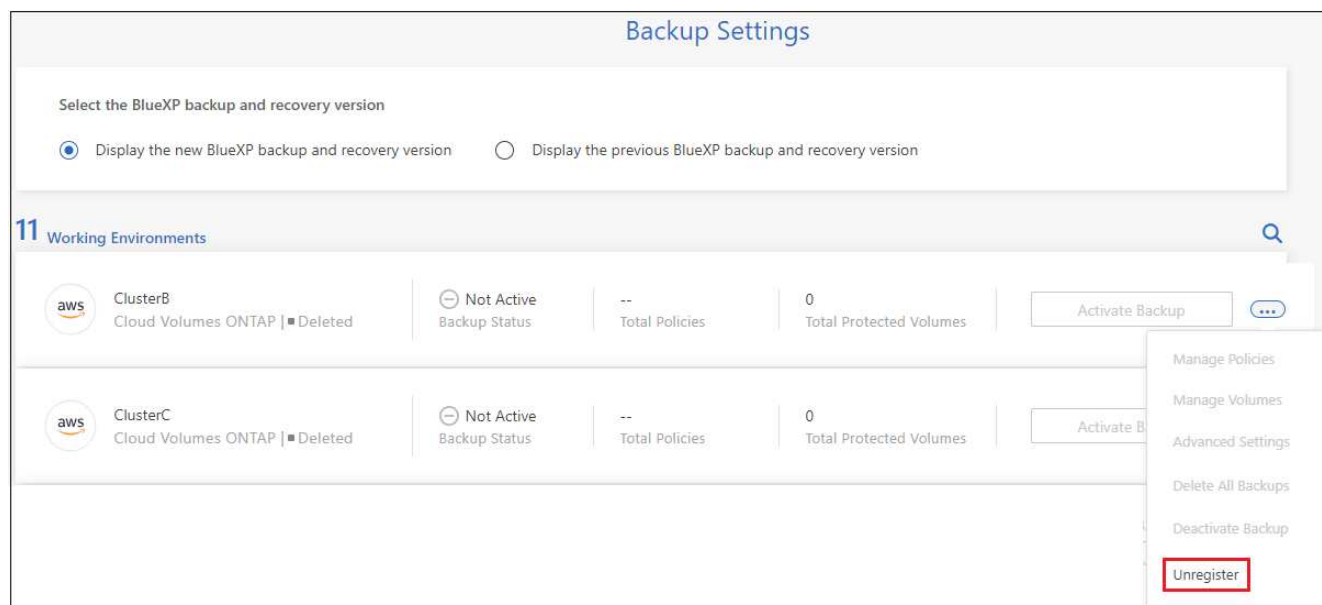 Backup Settings
Select the BlueXP backup and recovery version
Display the new BlueXP backup and recovery version
Display the previous BlueXP backup and recovery version
11 Working Environments
aws
ClusterB
Cloud Volumes ONTAP | Deleted
Not Active
Backup Status
--
Total Policies
0
Total Protected Volumes
Activate Backup
...
aws
ClusterC
Cloud Volumes ONTAP | Deleted
Not Active
Backup Status
--
Total Policies
0
Total Protected Volumes
Activate B
Manage Policies
Manage Volumes
Advanced Settings
Delete All Backups
Deactivate Backup
Unregister